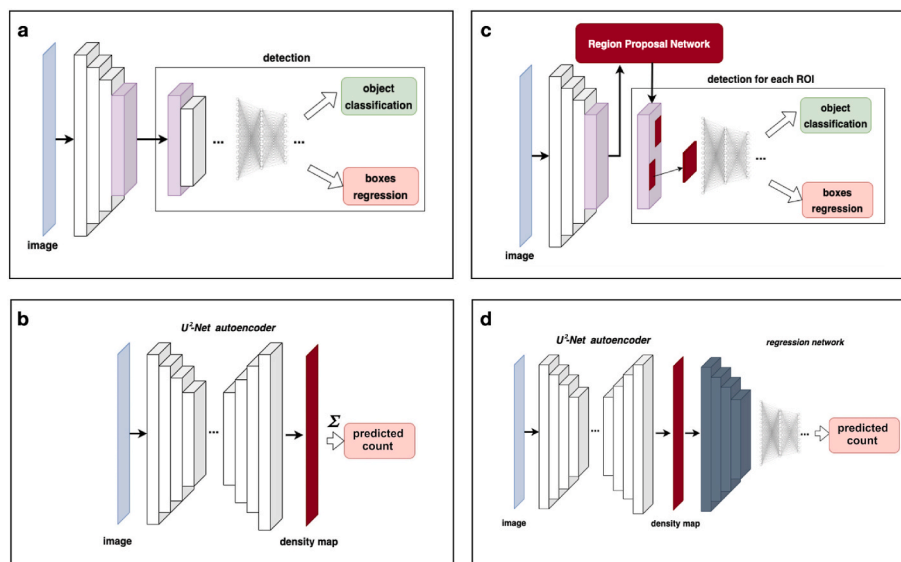 a
detection
object
classification
...
...
boxes
regression
image
c
Region Proposal Network
detection for each ROI
object
classification
...
boxes
regression
image
b
U²-Net autoencoder
...
Σ
predicted
count
image
density map
d
U²-Net autoencoder
regression network
...
...
predicted
count
image
density map